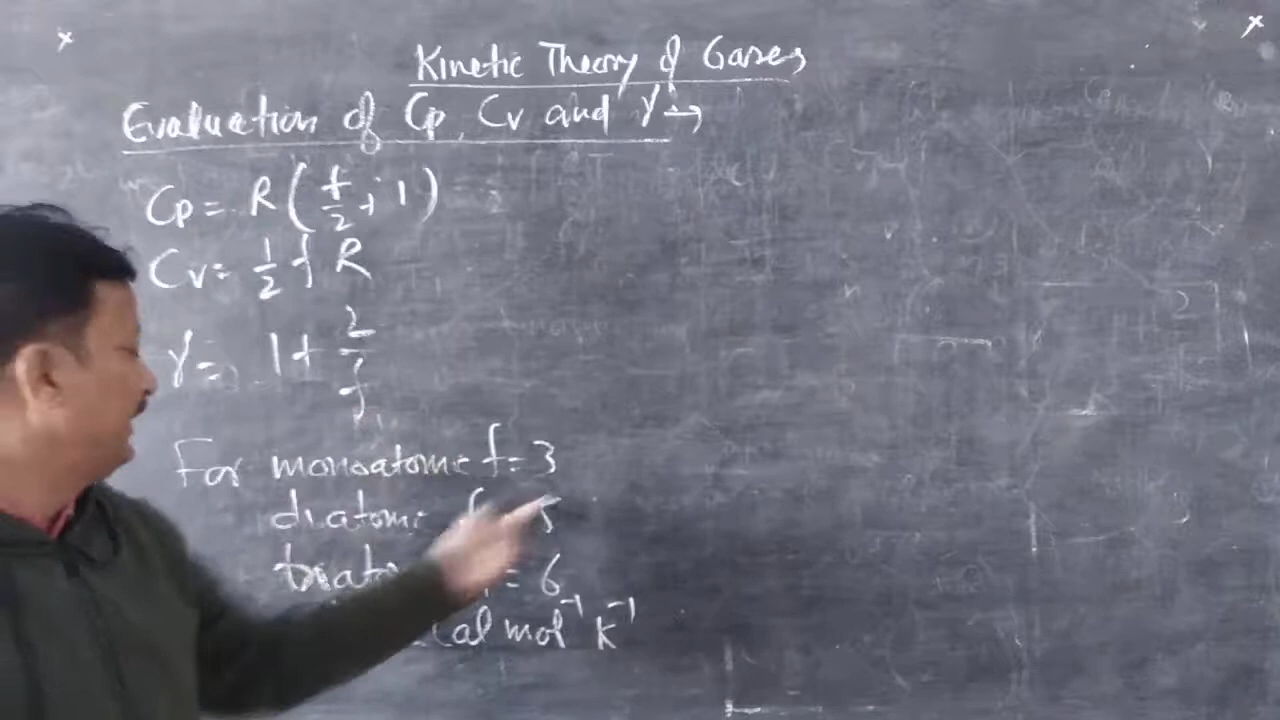 Kinetic Theory of Gases
Evaluation of Cp, Cv and γ →
Cp = R(f/2 + 1)
Cv = 1/2 f R
γ = 1 + 2/f
For monoatomic f = 3
diatomic f 5
= 6
Cal mol⁻¹ K⁻¹